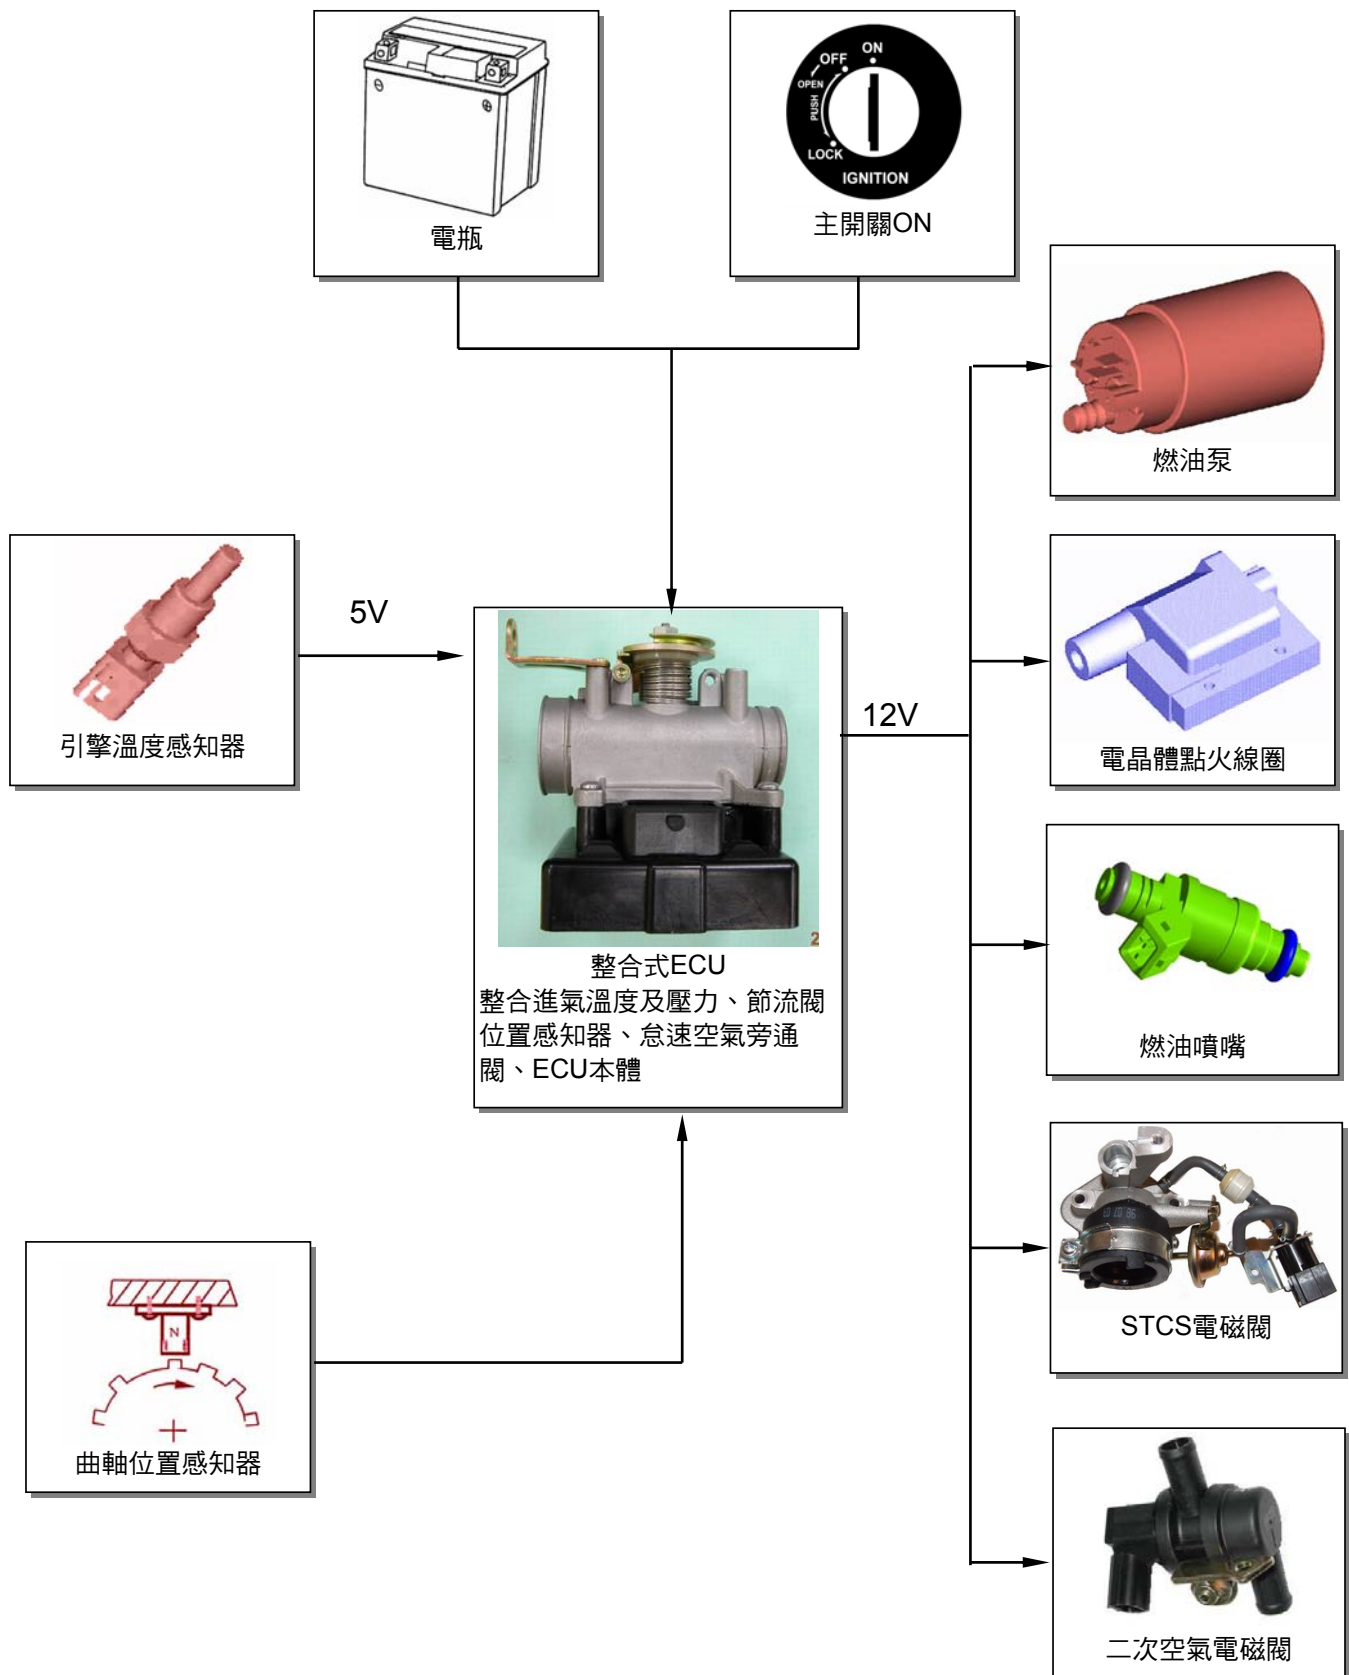 電瓶
ON
OFF
OPEN
PUSH
LOCK
IGNITION
主開關ON
燃油泵
5V
引擎溫度感知器
12V
電晶體點火線圈
2
整合式ECU
整合進氣溫度及壓力、節流閥
位置感知器、怠速空氣旁通
閥、ECU本體
燃油噴嘴
98 07 03
STCS電磁閥
N
曲軸位置感知器
二次空氣電磁閥